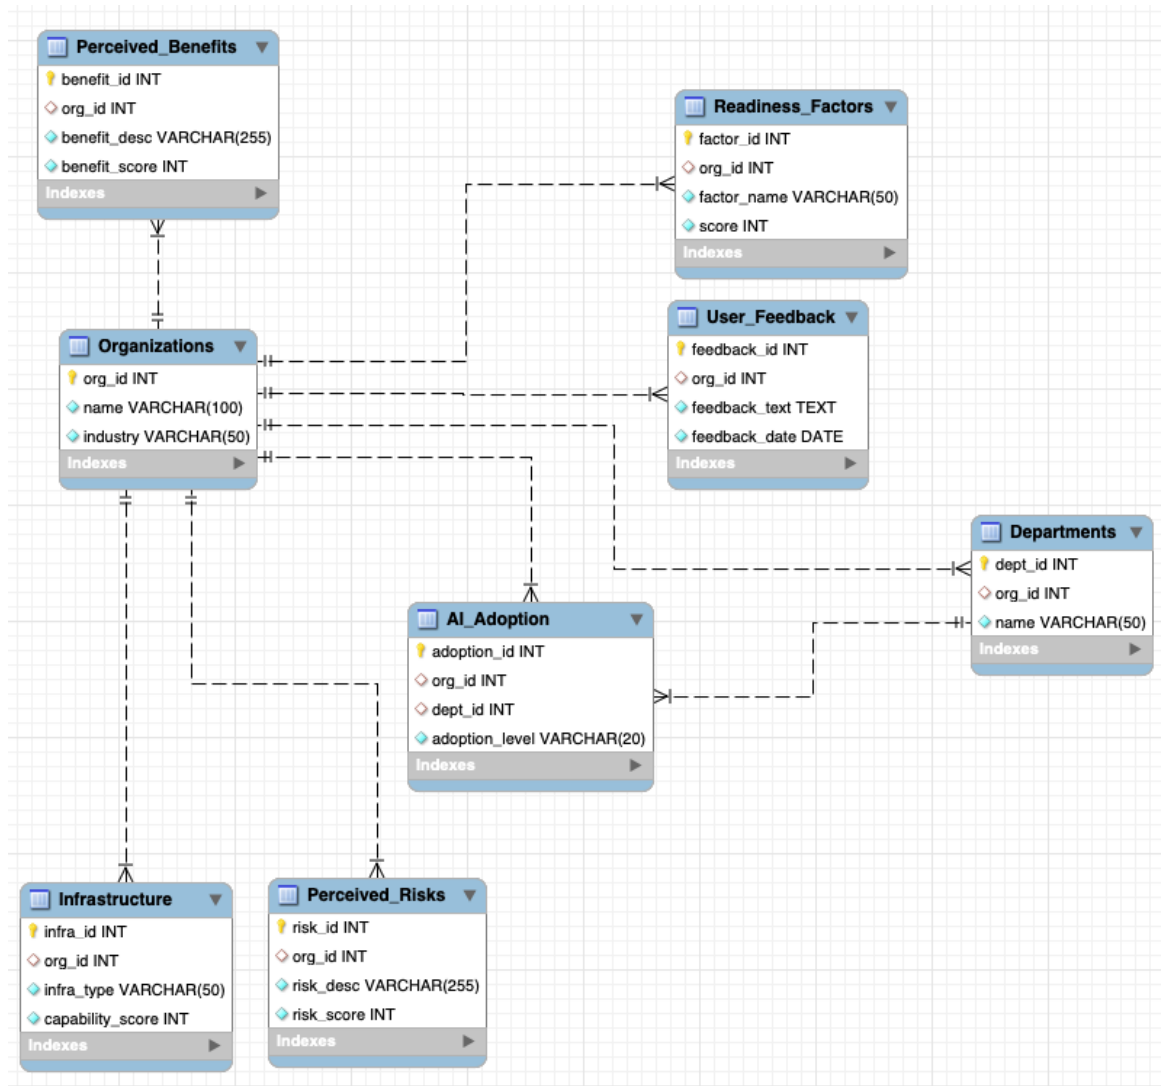 Perceived_Benefits
benefit_id INT
org_id INT
benefit_desc VARCHAR(255)
benefit_score INT
Indexes
Readiness_Factors
factor_id INT
org_id INT
factor_name VARCHAR(50)
score INT
Indexes
Organizations
org_id INT
name VARCHAR(100)
industry VARCHAR(50)
Indexes
User_Feedback
feedback_id INT
org_id INT
feedback_text TEXT
feedback_date DATE
Indexes
Departments
dept_id INT
org_id INT
name VARCHAR(50)
Indexes
AI_Adoption
adoption_id INT
org_id INT
dept_id INT
adoption_level VARCHAR(20)
Indexes
Infrastructure
infra_id INT
org_id INT
infra_type VARCHAR(50)
capability_score INT
Indexes
Perceived_Risks
risk_id INT
org_id INT
risk_desc VARCHAR(255)
risk_score INT
Indexes